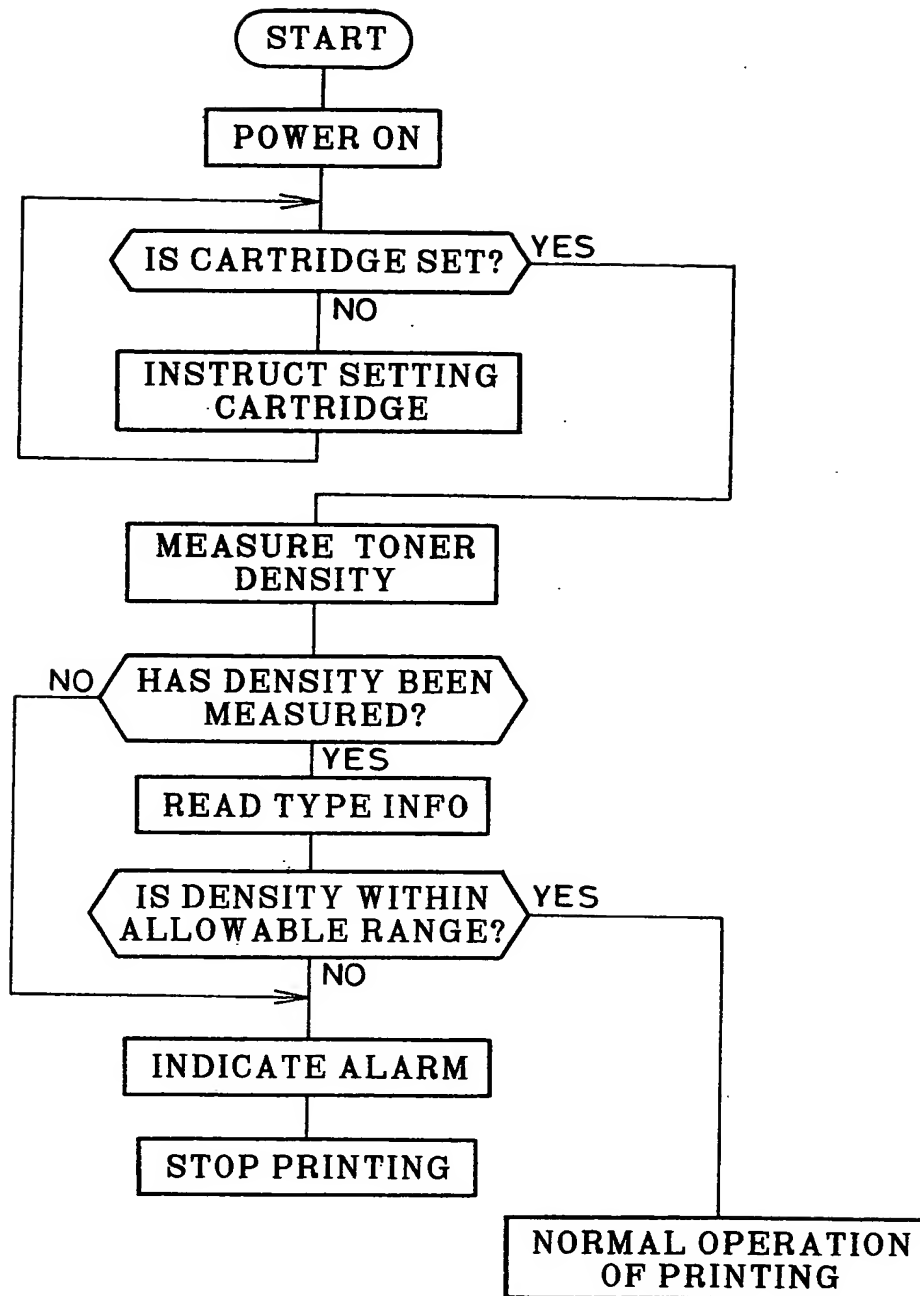 START
POWER ON
IS CARTRIDGE SET?
YES
NO
INSTRUCT SETTING
CARTRIDGE
MEASURE TONER
DENSITY
HAS DENSITY BEEN
MEASURED?
NO
YES
READ TYPE INFO
IS DENSITY WITHIN
ALLOWABLE RANGE?
YES
NO
INDICATE ALARM
STOP PRINTING
NORMAL OPERATION
OF PRINTING